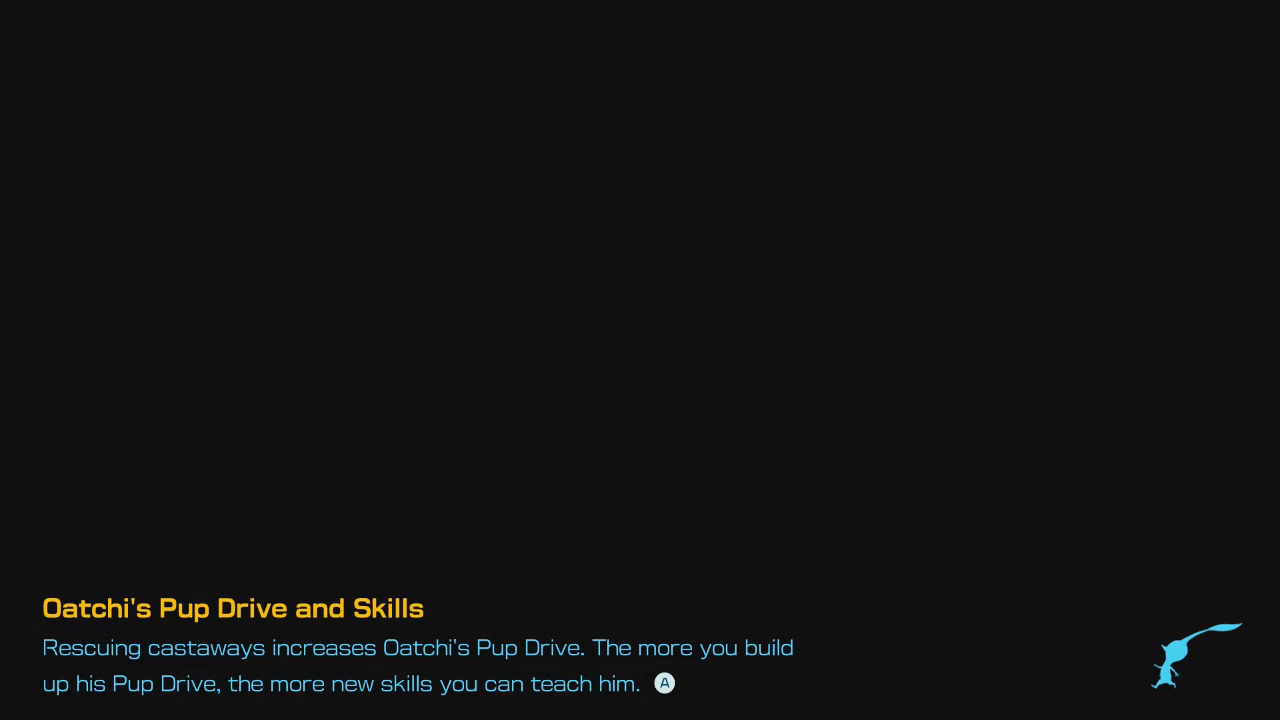 Oatchi's Pup Drive and Skills
Rescuing castaways increases Oatchi's Pup Drive. The more you build
up his Pup Drive, the more new skills you can teach him. A